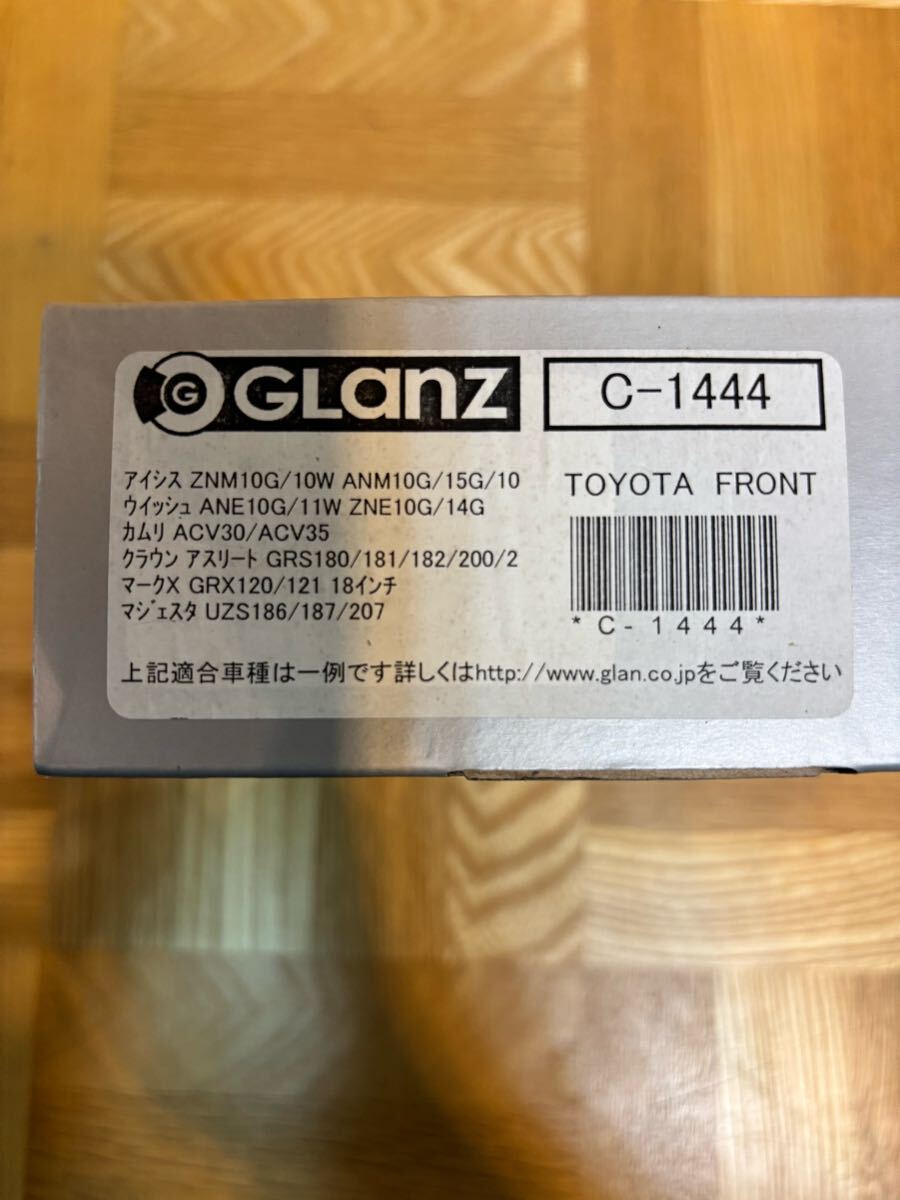 G GLanz
C-1444
アイシス ZNM10G/10W ANM10G/15G/10
ウイッシュ ANE10G/11W ZNE10G/14G
カムリ ACV30/ACV35
クラウン アスリート GRS180/181/182/200/2
マークX GRX120/121 18インチ
マジェスタ UZS186/187/207
TOYOTA FRONT
*C-1444*
上記適合車種は一例です詳しくはhttp://www.glan.co.jpをご覧ください